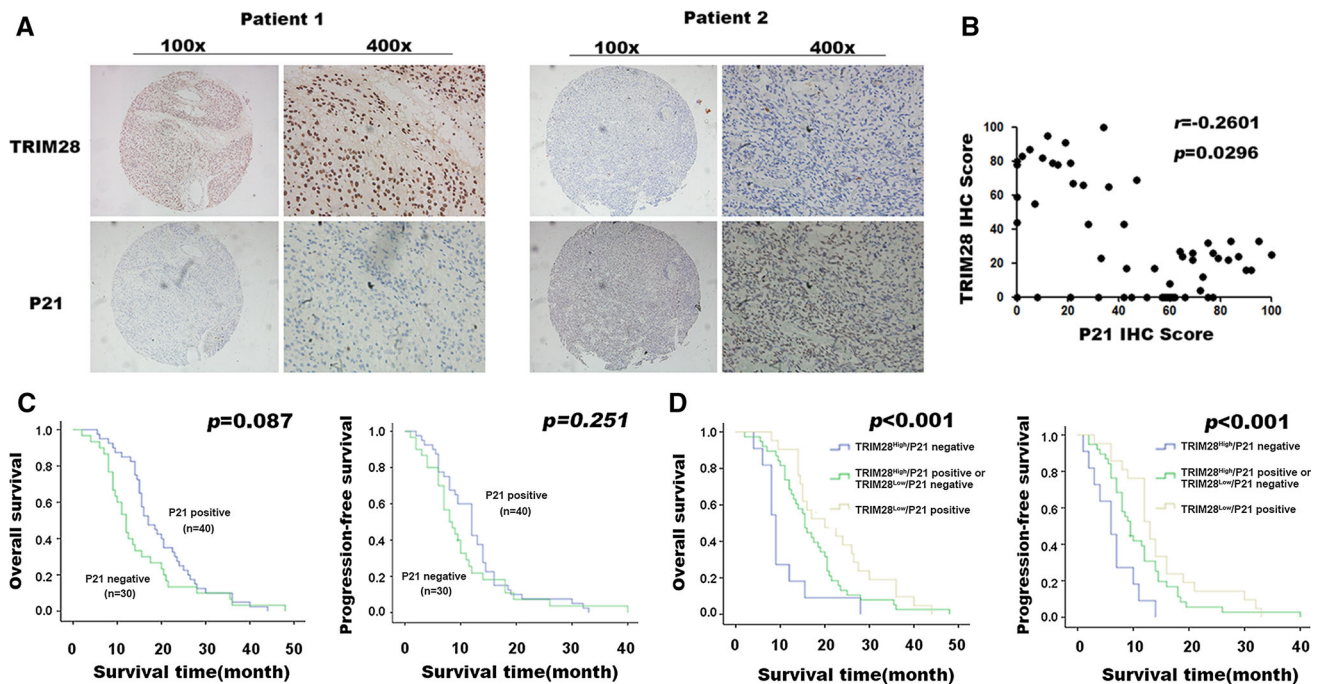 A
Patient 1
100x
400x
TRIM28
P21
Patient 2
100x
400x
B
r=-0.2601
p=0.0296
TRIM28 IHC Score
100
80
60
40
20
0
0 20 40 60 80 100
P21 IHC Score
C
p=0.087
Overall survival
1.0
0.8
0.6
0.4
0.2
0.0
P21 positive
(n=40)
P21 negative
(n=30)
0 10 20 30 40 50
Survival time(month)
p=0.251
Progression-free survival
1.0
0.8
0.6
0.4
0.2
0.0
P21 positive
(n=40)
P21 negative
(n=30)
0 10 20 30 40
Survival time(month)
D
p<0.001
Overall survival
1.0
0.8
0.6
0.4
0.2
0.0
TRIM28High/P21 negative
TRIM28High/P21 positive or
TRIM28Low/P21 negative
TRIM28Low/P21 positive
0 10 20 30 40 50
Survival time(month)
p<0.001
Progression-free survival
1.0
0.8
0.6
0.4
0.2
0.0
TRIM28High/P21 negative
TRIM28High/P21 positive or
TRIM28Low/P21 negative
TRIM28Low/P21 positive
0 10 20 30 40
Survival time(month)